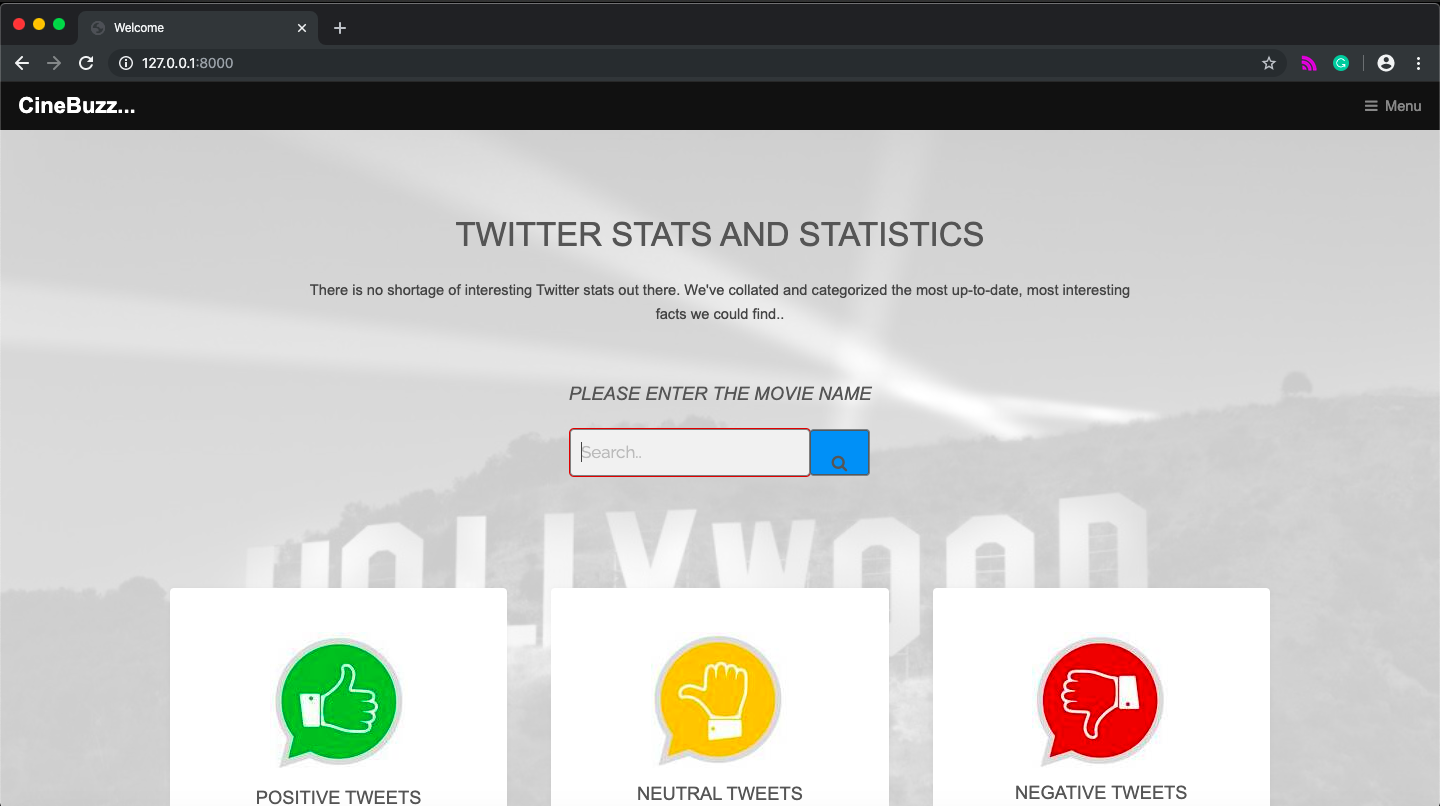 Welcome
127.0.0.1:8000
CineBuzz...
Menu
TWITTER STATS AND STATISTICS
There is no shortage of interesting Twitter stats out there. We've collated and categorized the most up-to-date, most interesting
facts we could find..
PLEASE ENTER THE MOVIE NAME
Search..
HOLLYWOOD
POSITIVE TWEETS
NEUTRAL TWEETS
NEGATIVE TWEETS